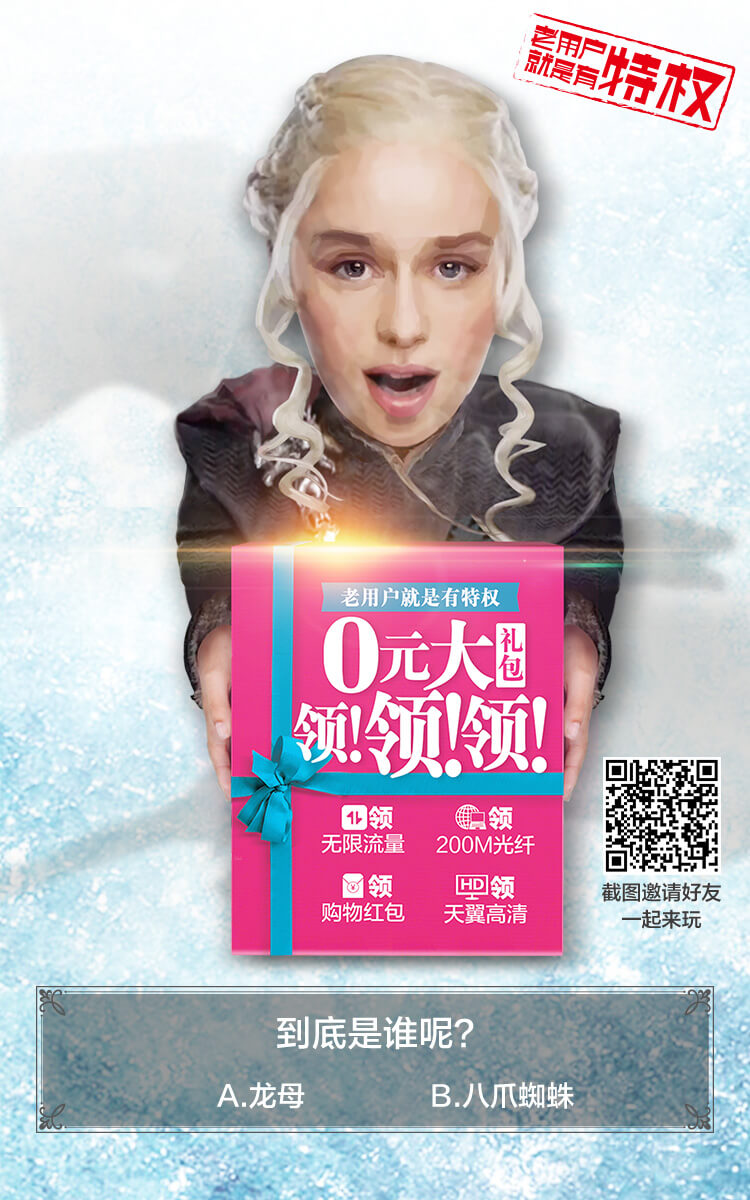 老用户
就是有特权
老用户就是有特权
0元大礼包
领!领!领!
领 无限流量
领 200M光纤
领 购物红包
HD领 天翼高清
截图邀请好友
一起来玩
到底是谁呢?
A.龙母 B.八爪蜘蛛